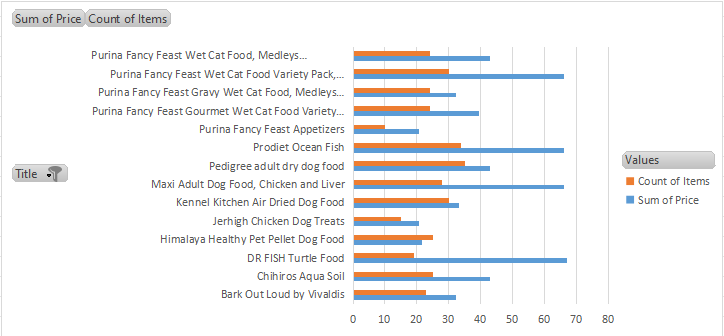 Sum of Price Count of Items
Purina Fancy Feast Wet Cat Food, Medleys...
Purina Fancy Feast Wet Cat Food Variety Pack,...
Purina Fancy Feast Gravy Wet Cat Food, Medleys...
Purina Fancy Feast Gourmet Wet Cat Food Variety...
Purina Fancy Feast Appetizers
Prodiet Ocean Fish
Pedigree adult dry dog food
Maxi Adult Dog Food, Chicken and Liver
Kennel Kitchen Air Dried Dog Food
Jerhigh Chicken Dog Treats
Himalaya Healthy Pet Pellet Dog Food
DR FISH Turtle Food
Chihiros Aqua Soil
Bark Out Loud by Vivaldis
0 10 20 30 40 50 60 70 80
Title
Values
Count of Items
Sum of Price